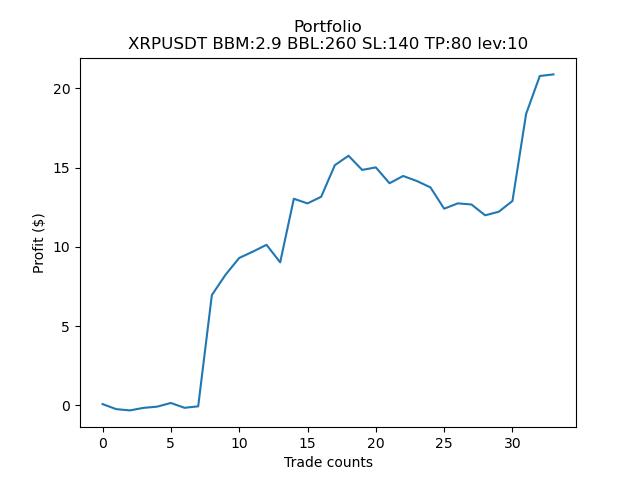 Portfolio
XRPUSDT BBM:2.9 BBL:260 SL:140 TP:80 lev:10
20
15
10
5
0
Profit ($)
0 5 10 15 20 25 30
Trade counts